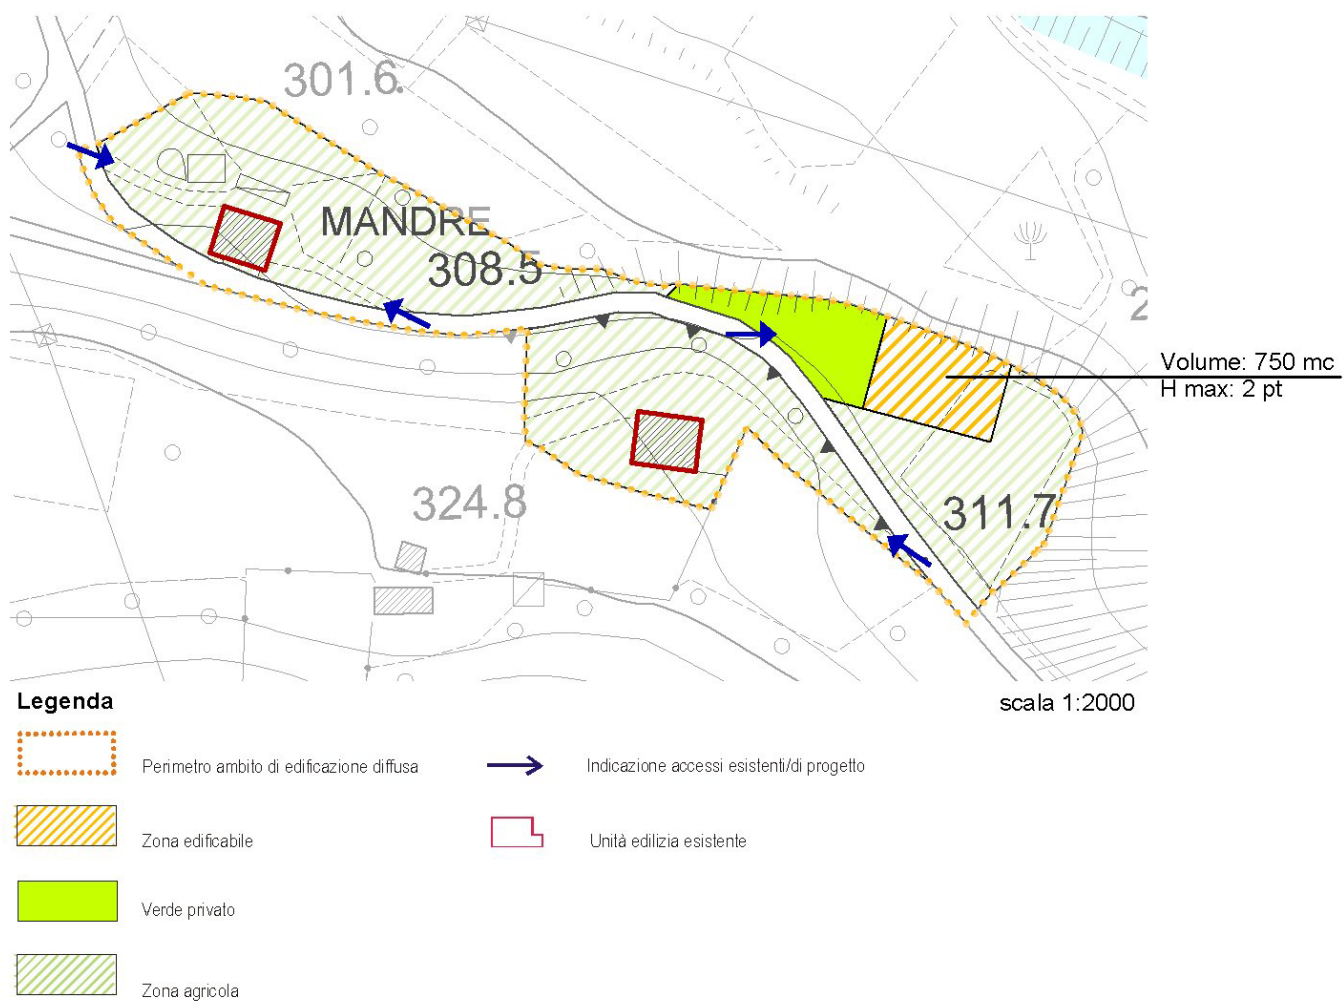 301.6
MANDRE
308.5
2
Volume: 750 mc
H max: 2 pt
324.8
311.7
Legenda
scala 1:2000
Perimetro ambito di edificazione diffusa
Indicazione accessi esistenti/di progetto
Zona edificabile
Unità edilizia esistente
Verde privato
Zona agricola